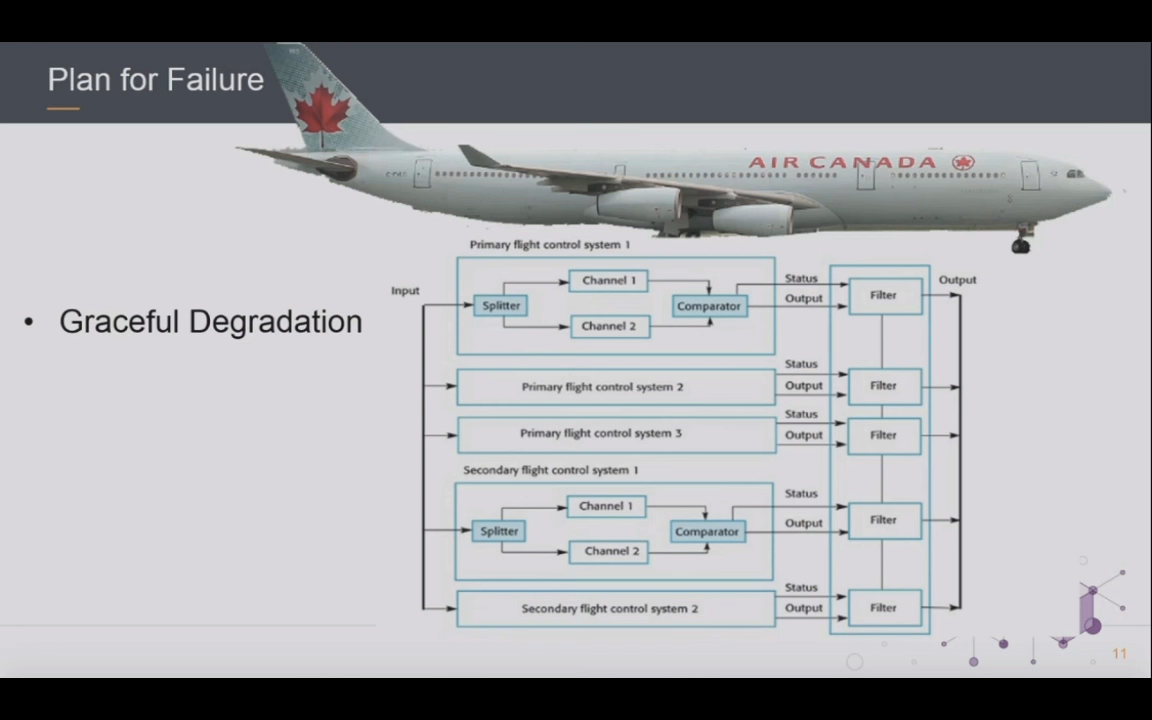 Plan for Failure
AIR CANADA
Primary flight control system 1
Input
Splitter
Channel 1
Channel 2
Comparator
Status
Output
Filter
Output
• Graceful Degradation
Primary flight control system 2
Status
Output
Filter
Primary flight control system 3
Status
Output
Filter
Secondary flight control system 1
Splitter
Channel 1
Channel 2
Comparator
Status
Output
Filter
Secondary flight control system 2
Status
Output
Filter
11